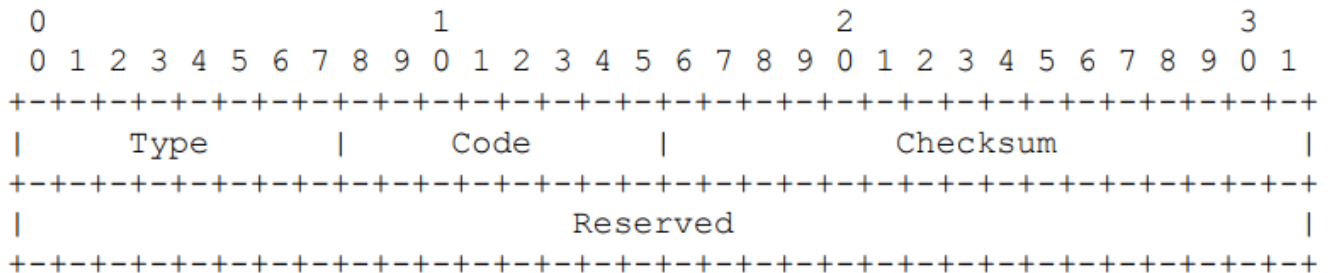 0                   1                   2                   3
 0 1 2 3 4 5 6 7 8 9 0 1 2 3 4 5 6 7 8 9 0 1 2 3 4 5 6 7 8 9 0 1
+-+-+-+-+-+-+-+-+-+-+-+-+-+-+-+-+-+-+-+-+-+-+-+-+-+-+-+-+-+-+-+-+
|     Type      |     Code      |           Checksum            |
+-+-+-+-+-+-+-+-+-+-+-+-+-+-+-+-+-+-+-+-+-+-+-+-+-+-+-+-+-+-+-+-+
|                           Reserved                            |
+-+-+-+-+-+-+-+-+-+-+-+-+-+-+-+-+-+-+-+-+-+-+-+-+-+-+-+-+-+-+-+-+